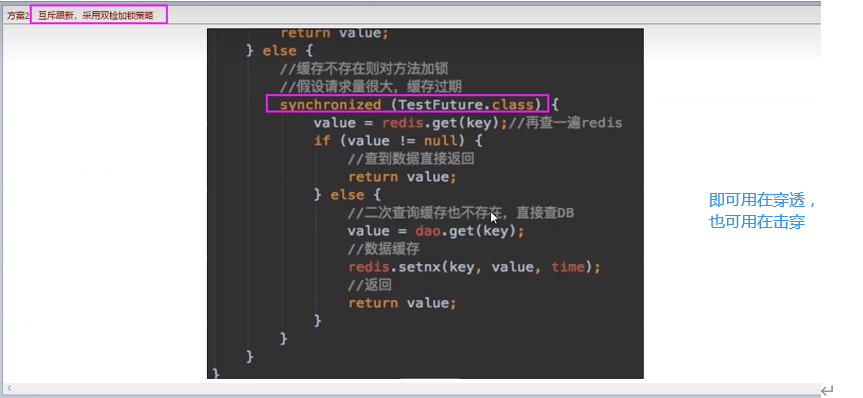 方案2 互斥跟新，采用双检加锁策略
return value;
} else {
//缓存不存在则对方法加锁
//假设请求量很大，缓存过期
synchronized (TestFuture.class) {
value = redis.get(key);//再查一遍redis
if (value != null) {
//查到数据直接返回
return value;
} else {
//二次查询缓存也不存在，直接查DB
value = dao.get(key);
//数据缓存
redis.setnx(key, value, time);
//返回
return value;
}
}
}
}
即可用在穿透，
也可用在击穿